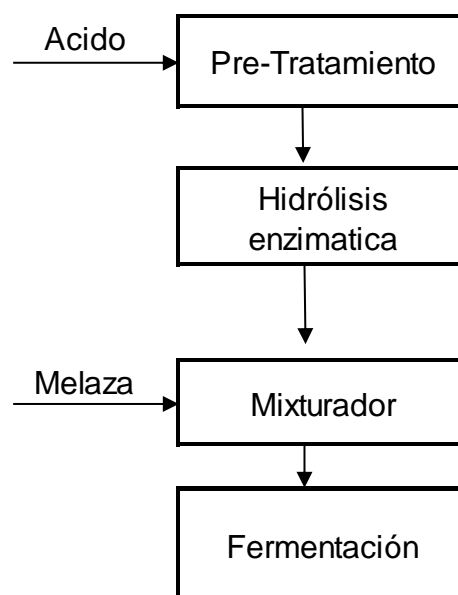 Acido
Pre-Tratamiento
Hidrólisis
enzimatica
Melaza
Mixturador
Fermentación